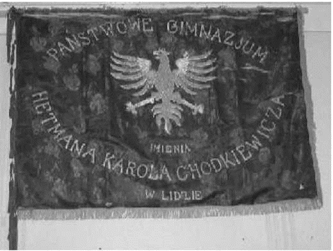 PAŃSTWOWE GIMNAZJUM
IMIENIA
HETMANA KAROLA CHODKIEWICZA
W LIDZIE